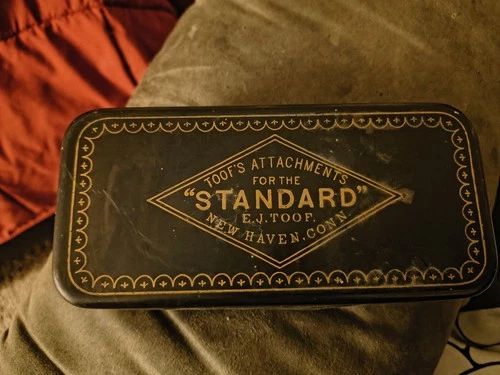 TOOF'S ATTACHMENTS
FOR THE
"STANDARD"
E.J. TOOF.
NEW HAVEN. CONN.